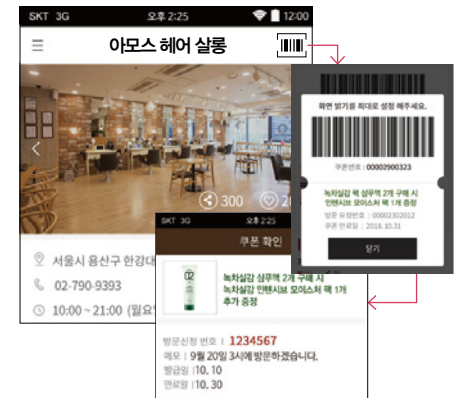 SKT 3G 오후 2:25 12:00
아모스 헤어 살롱
300
서울시 용산구 한강대
02-790-9393
10:00 ~ 21:00 (월요일
화면 밝기를 최대로 설정 해주세요.
쿠폰번호 : 00002900323
녹차실감 팩 샴푸액 2개 구매 시
인텐시브 모이스처 팩 1개 증정
방문 요청번호 : 00002302012
쿠폰 만료일 : 2018.10.31
닫기
SKT 3G 오후 2:25
쿠폰 확인
녹차실감 샴푸액 2개 구매 시
녹차실감 인텐시브 모이스처 팩 1개
추가 증정
방문신청 번호 | 1234567
메모 | 9월 20일 3시에 방문하겠습니다.
발급일 | 10. 10
만료일 | 10. 30